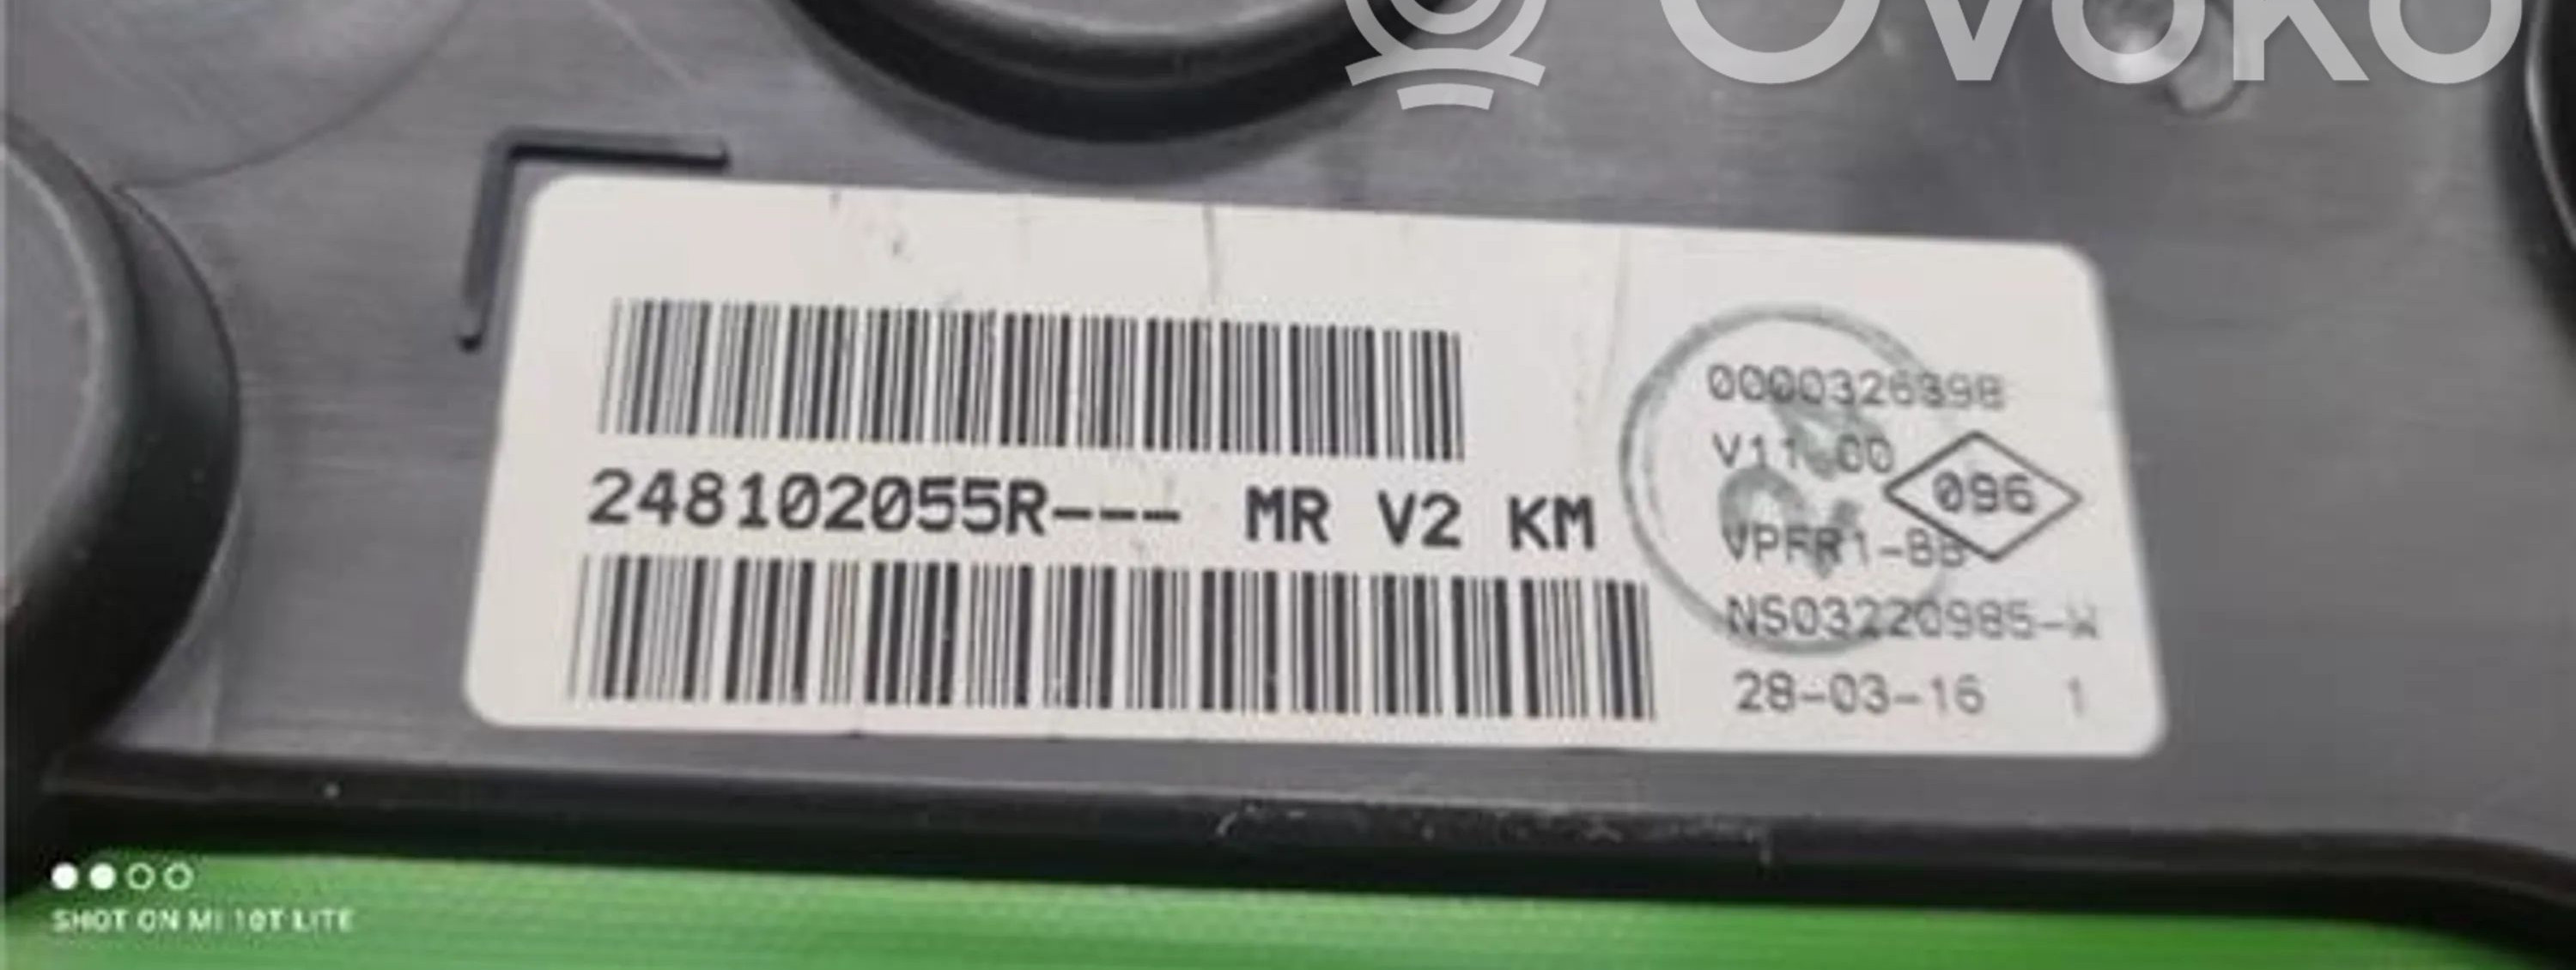 OVOKO
0000326398
V11.00
248102055R--- MR V2 KM
096
VPFR1-BB
NS03220985-W
28-03-16 1
SHOT ON MI 10T LITE